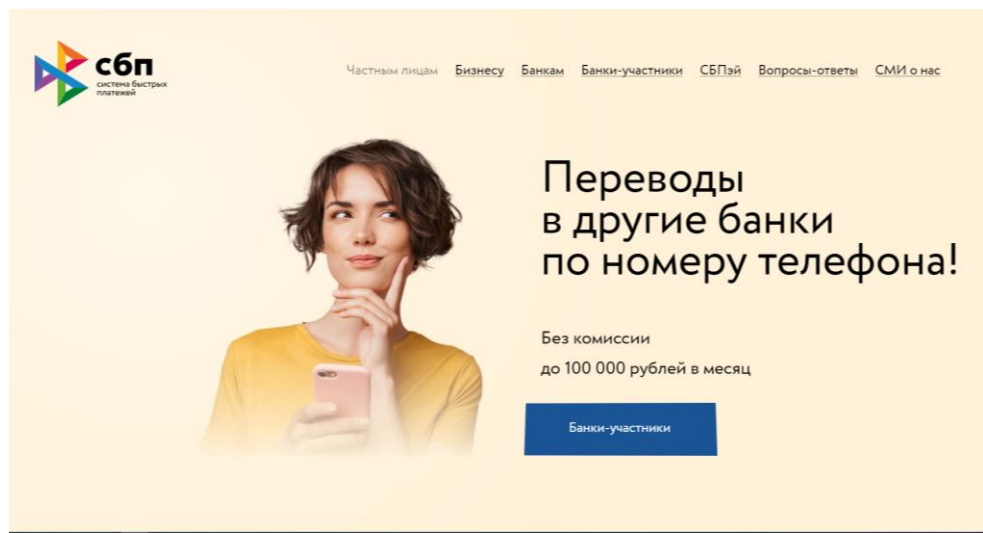 сбп
система быстрых
платежей
Частным лицам Бизнесу Банкам Банки-участники СБПэй Вопросы-ответы СМИ о нас
Переводы
в другие банки
по номеру телефона!
Без комиссии
до 100 000 рублей в месяц
Банки-участники